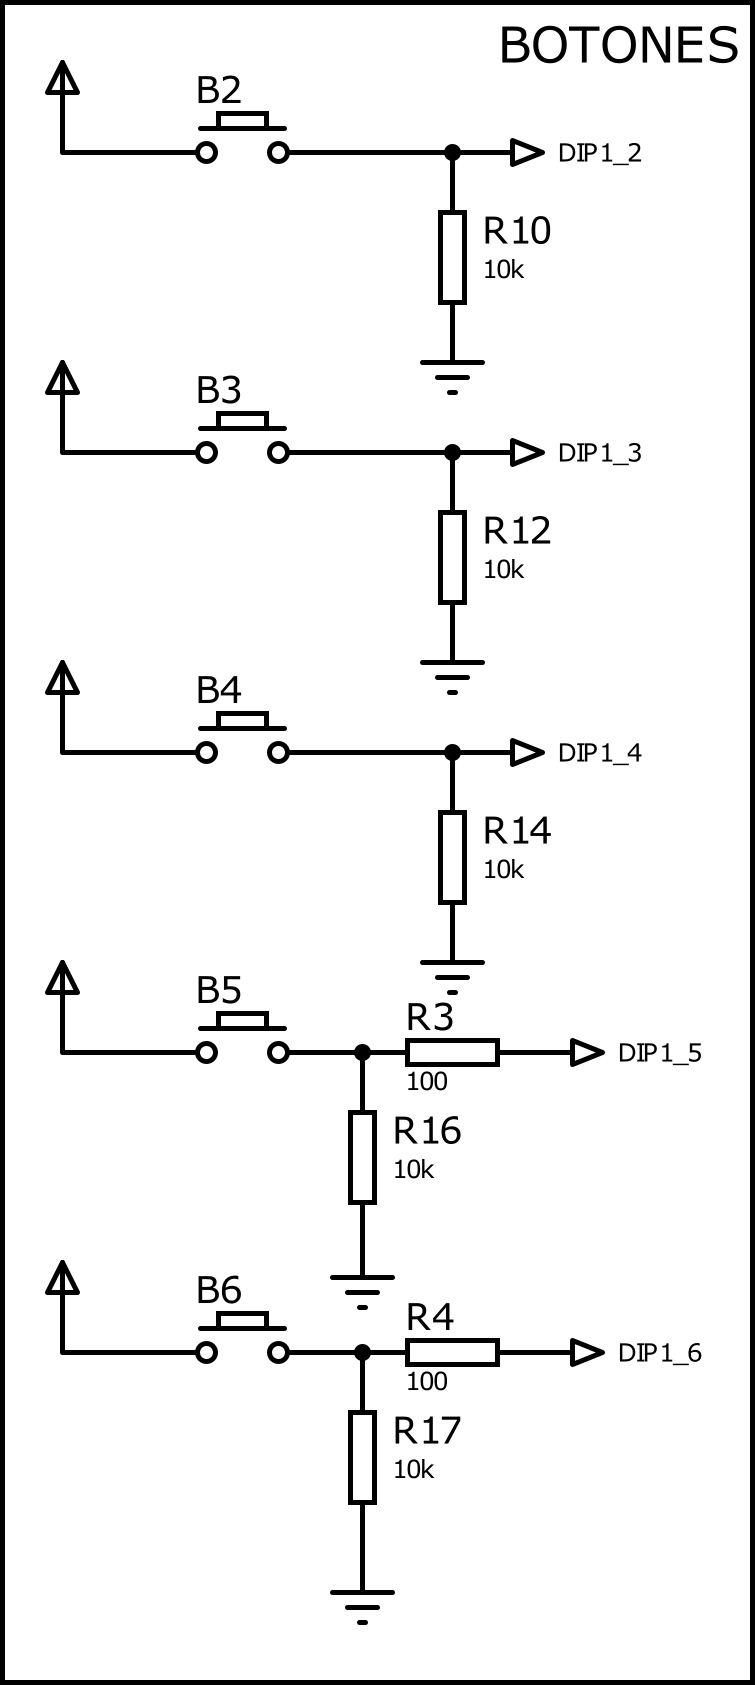 BOTONES
B2
DIP1_2
R10
10k
B3
DIP1_3
R12
10k
B4
DIP1_4
R14
10k
B5
R3
DIP1_5
100
R16
10k
B6
R4
DIP1_6
100
R17
10k